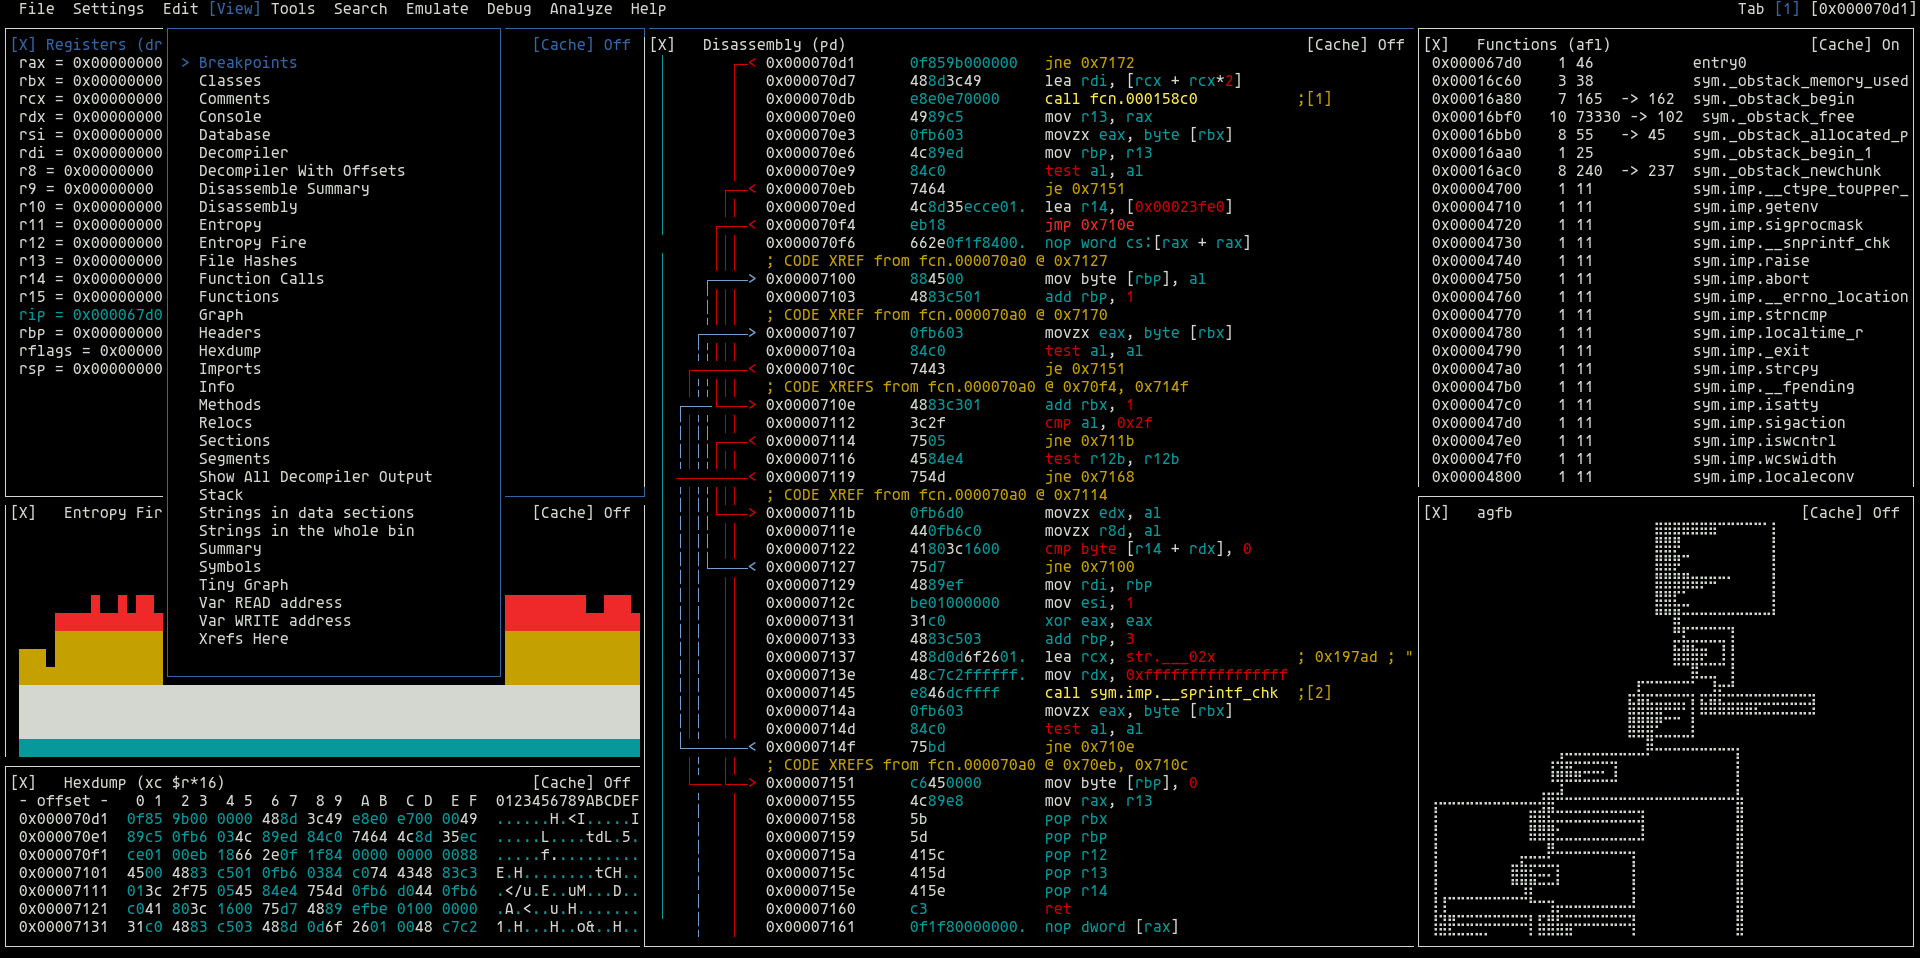 File  Settings  Edit [View] Tools  Search  Emulate  Debug  Analyze  Help  Tab [1] [0x000070d1]
[X] Registers (dr  [Cache] Off
rax = 0x00000000
rbx = 0x00000000
rcx = 0x00000000
rdx = 0x00000000
rsi = 0x00000000
rdi = 0x00000000
r8 = 0x00000000
r9 = 0x00000000
r10 = 0x00000000
r11 = 0x00000000
r12 = 0x00000000
r13 = 0x00000000
r14 = 0x00000000
r15 = 0x00000000
rip = 0x000067d0
rbp = 0x00000000
rflags = 0x00000
rsp = 0x00000000
> Breakpoints
Classes
Comments
Console
Database
Decompiler
Decompiler With Offsets
Disassemble Summary
Disassembly
Entropy
Entropy Fire
File Hashes
Function Calls
Functions
Graph
Headers
Hexdump
Imports
Info
Methods
Relocs
Sections
Segments
Show All Decompiler Output
Stack
Strings in data sections
Strings in the whole bin
Summary
Symbols
Tiny Graph
Var READ address
Var WRITE address
Xrefs Here
[X]   Entropy Fir  [Cache] Off
[X]   Hexdump (xc $r*16)  [Cache] Off
- offset -   0 1  2 3  4 5  6 7  8 9  A B  C D  E F  0123456789ABCDEF
0x000070d1  0f85 9b00 0000 488d 3c49 e8e0 e700 0049  ......H.<I.....I
0x000070e1  89c5 0fb6 034c 89ed 84c0 7464 4c8d 35ec  .....L....tdL.5.
0x000070f1  ce01 00eb 1866 2e0f 1f84 0000 0000 0088  .....f..........
0x00007101  4500 4883 c501 0fb6 0384 c074 4348 83c3  E.H........tCH..
0x00007111  013c 2f75 0545 84e4 754d 0fb6 d044 0fb6  .</u.E..uM...D..
0x00007121  c041 803c 1600 75d7 4889 efbe 0100 0000  .A.<..u.H.......
0x00007131  31c0 4883 c503 488d 0d6f 2601 0048 c7c2  1.H...H..o&..H..
[X]   Disassembly (pd)  [Cache] Off
0x000070d1  0f859b000000  jne 0x7172
0x000070d7  488d3c49  lea rdi, [rcx + rcx*2]
0x000070db  e8e0e70000  call fcn.000158c0  ;[1]
0x000070e0  4989c5  mov r13, rax
0x000070e3  0fb603  movzx eax, byte [rbx]
0x000070e6  4c89ed  mov rbp, r13
0x000070e9  84c0  test al, al
0x000070eb  7464  je 0x7151
0x000070ed  4c8d35ecce01.  lea r14, [0x00023fe0]
0x000070f4  eb18  jmp 0x710e
0x000070f6  662e0f1f8400.  nop word cs:[rax + rax]
; CODE XREF from fcn.000070a0 @ 0x7127
0x00007100  884500  mov byte [rbp], al
0x00007103  4883c501  add rbp, 1
; CODE XREF from fcn.000070a0 @ 0x7170
0x00007107  0fb603  movzx eax, byte [rbx]
0x0000710a  84c0  test al, al
0x0000710c  7443  je 0x7151
; CODE XREFS from fcn.000070a0 @ 0x70f4, 0x714f
0x0000710e  4883c301  add rbx, 1
0x00007112  3c2f  cmp al, 0x2f
0x00007114  7505  jne 0x711b
0x00007116  4584e4  test r12b, r12b
0x00007119  754d  jne 0x7168
; CODE XREF from fcn.000070a0 @ 0x7114
0x0000711b  0fb6d0  movzx edx, al
0x0000711e  440fb6c0  movzx r8d, al
0x00007122  41803c1600  cmp byte [r14 + rdx], 0
0x00007127  75d7  jne 0x7100
0x00007129  4889ef  mov rdi, rbp
0x0000712c  be01000000  mov esi, 1
0x00007131  31c0  xor eax, eax
0x00007133  4883c503  add rbp, 3
0x00007137  488d0d6f2601.  lea rcx, str.___02x  ; 0x197ad ; "
0x0000713e  48c7c2ffffff.  mov rdx, 0xffffffffffffffff
0x00007145  e846dcffff  call sym.imp.__sprintf_chk  ;[2]
0x0000714a  0fb603  movzx eax, byte [rbx]
0x0000714d  84c0  test al, al
0x0000714f  75bd  jne 0x710e
; CODE XREFS from fcn.000070a0 @ 0x70eb, 0x710c
0x00007151  c6450000  mov byte [rbp], 0
0x00007155  4c89e8  mov rax, r13
0x00007158  5b  pop rbx
0x00007159  5d  pop rbp
0x0000715a  415c  pop r12
0x0000715c  415d  pop r13
0x0000715e  415e  pop r14
0x00007160  c3  ret
0x00007161  0f1f80000000.  nop dword [rax]
[X]   Functions (afl)  [Cache] On
0x000067d0    1 46           entry0
0x00016c60    3 38           sym._obstack_memory_used
0x00016a80    7 165  -> 162  sym._obstack_begin
0x00016bf0   10 73330 -> 102  sym._obstack_free
0x00016bb0    8 55   -> 45   sym._obstack_allocated_p
0x00016aa0    1 25           sym._obstack_begin_1
0x00016ac0    8 240  -> 237  sym._obstack_newchunk
0x00004700    1 11           sym.imp.__ctype_toupper_
0x00004710    1 11           sym.imp.getenv
0x00004720    1 11           sym.imp.sigprocmask
0x00004730    1 11           sym.imp.__snprintf_chk
0x00004740    1 11           sym.imp.raise
0x00004750    1 11           sym.imp.abort
0x00004760    1 11           sym.imp.__errno_location
0x00004770    1 11           sym.imp.strncmp
0x00004780    1 11           sym.imp.localtime_r
0x00004790    1 11           sym.imp._exit
0x000047a0    1 11           sym.imp.strcpy
0x000047b0    1 11           sym.imp.__fpending
0x000047c0    1 11           sym.imp.isatty
0x000047d0    1 11           sym.imp.sigaction
0x000047e0    1 11           sym.imp.iswcntrl
0x000047f0    1 11           sym.imp.wcswidth
0x00004800    1 11           sym.imp.localeconv
[X]   agfb  [Cache] Off